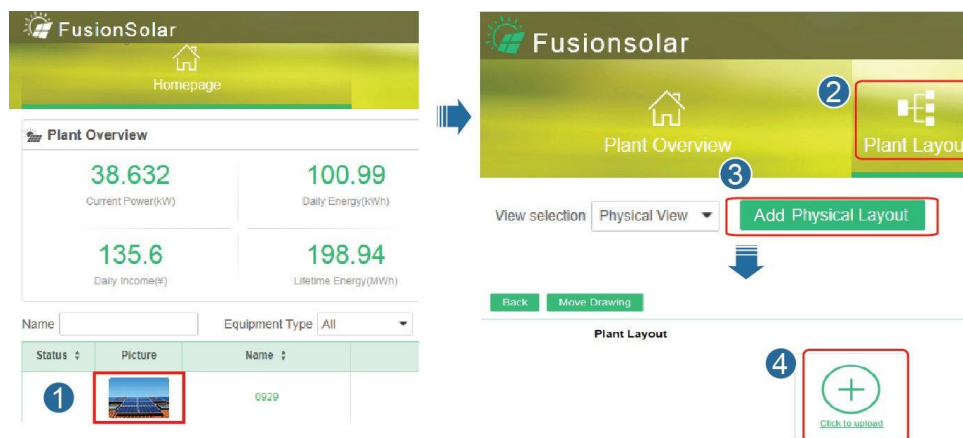 FusionSolar
Homepage
Plant Overview
38.632
100.99
Current Power(kW)
Daily Energy(kWh)
135.6
198.94
Daily Income(¥)
Lifetime Energy(MWh)
Name
Equipment Type All
Status Picture Name
1
0929
Fusionsolar
2
Plant Overview
Plant Layou
3
View selection Physical View Add Physical Layout
Back Move Drawing
Plant Layout
4
Click to upload